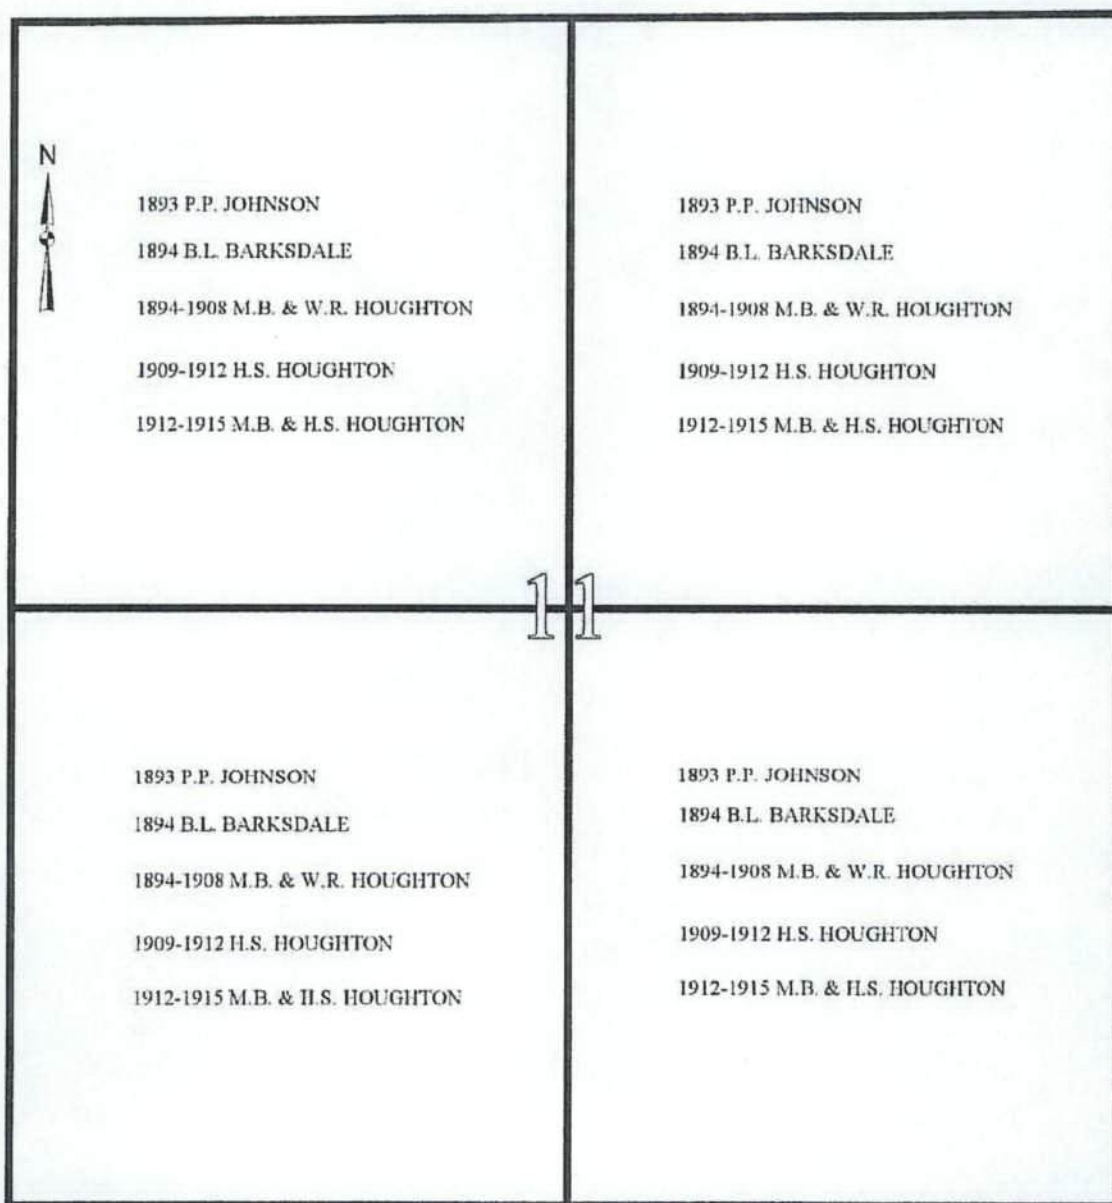 N
1893 P.P. JOHNSON
1894 B.L. BARKSDALE
1894-1908 M.B. & W.R. HOUGHTON
1909-1912 H.S. HOUGHTON
1912-1915 M.B. & H.S. HOUGHTON
1893 P.P. JOHNSON
1894 B.L. BARKSDALE
1894-1908 M.B. & W.R. HOUGHTON
1909-1912 H.S. HOUGHTON
1912-1915 M.B. & H.S. HOUGHTON
11
1893 P.P. JOHNSON
1894 B.L. BARKSDALE
1894-1908 M.B. & W.R. HOUGHTON
1909-1912 H.S. HOUGHTON
1912-1915 M.B. & H.S. HOUGHTON
1893 P.P. JOHNSON
1894 B.L. BARKSDALE
1894-1908 M.B. & W.R. HOUGHTON
1909-1912 H.S. HOUGHTON
1912-1915 M.B. & H.S. HOUGHTON